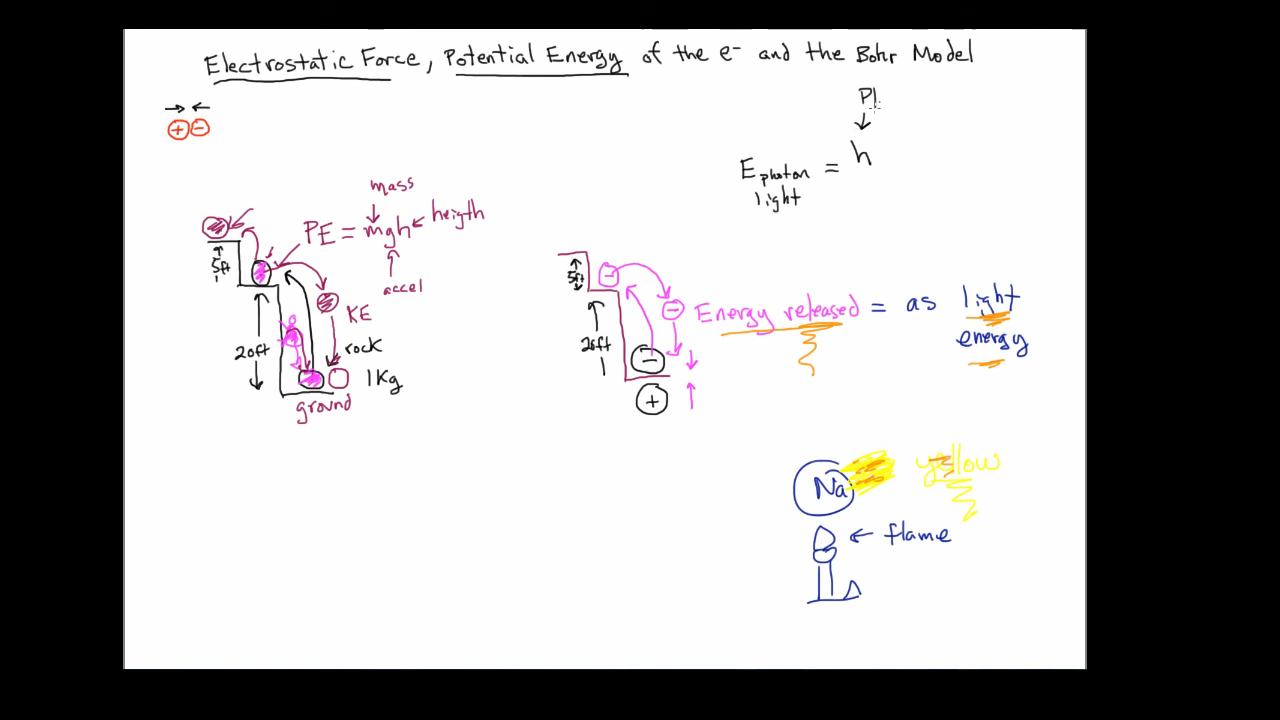 Electrostatic Force, Potential Energy of the e- and the Bohr Model
→ ←
+ -
Pl
E photon = h
light
mass
PE = mgh ← heigth
accel
5ft
KE
20ft
rock
1Kg
ground
5ft
-
-
Energy released = as light
energy
20ft
-
+
Na
yellow
← flame